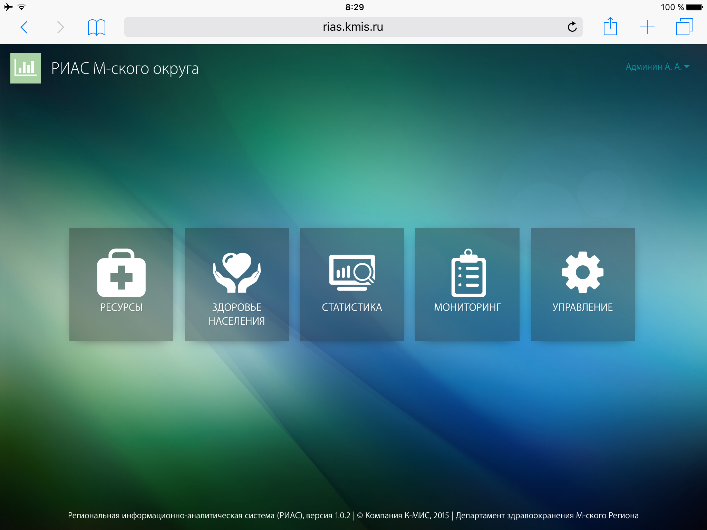 8:29
100 %
rias.kmis.ru
РИАС М-ского округа
Админин А. А.
РЕСУРСЫ
ЗДОРОВЬЕ
НАСЕЛЕНИЯ
СТАТИСТИКА
МОНИТОРИНГ
УПРАВЛЕНИЕ
Региональная информационно-аналитическая система (РИАС), версия 1.0.2 | © Компания К-МИС, 2015 | Департамент здравоохранения М-ского Региона